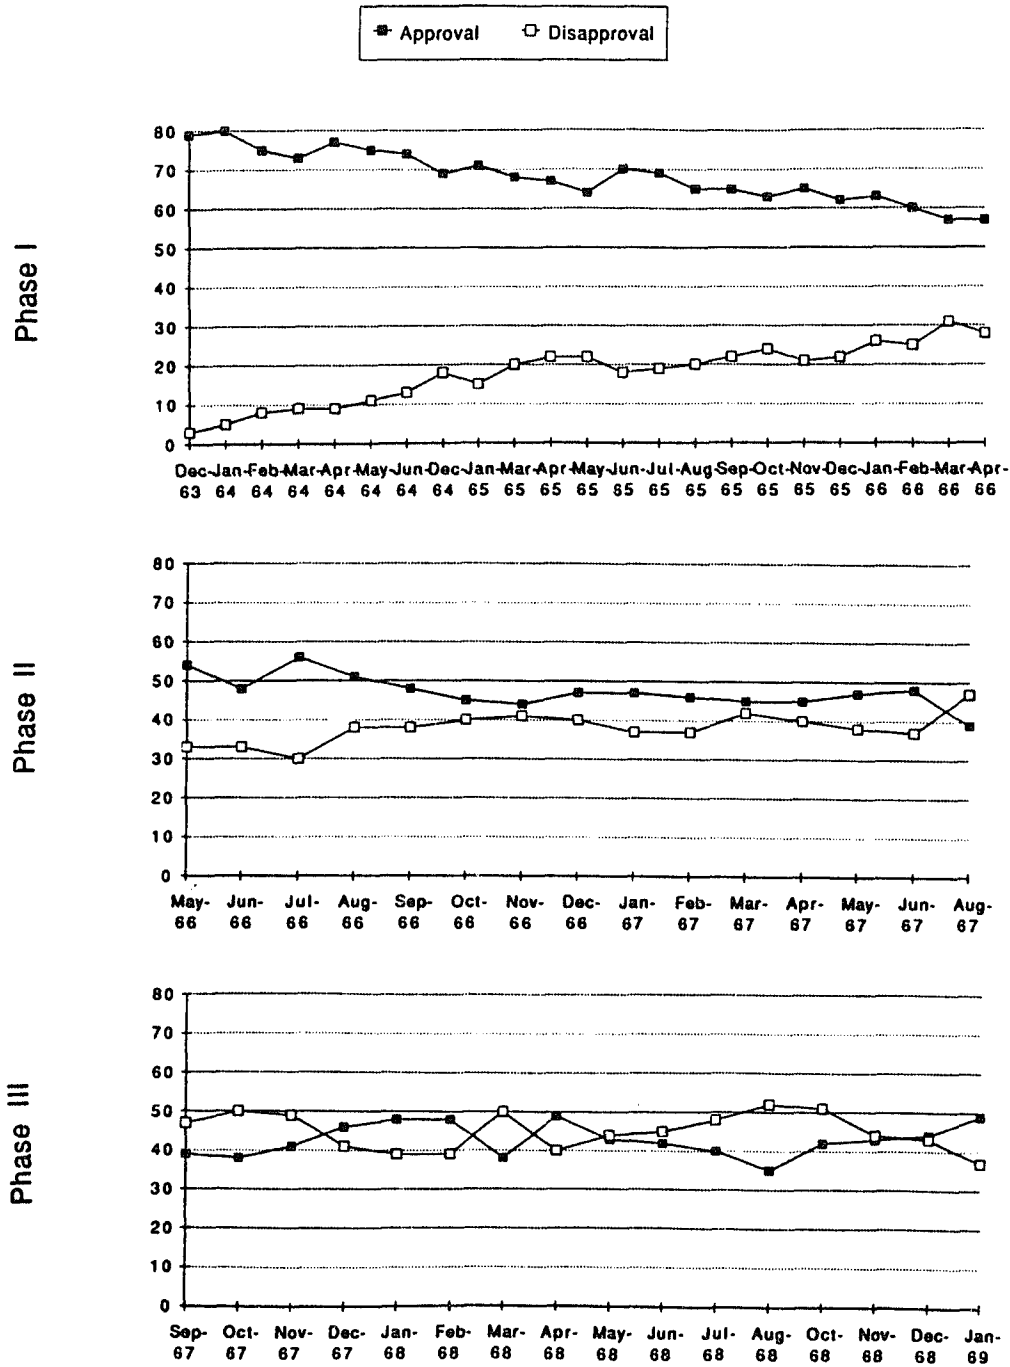 Approval Disapproval
Phase I
80
70
60
50
40
30
20
10
0
Dec- Jan- Feb- Mar- Apr- May- Jun- Dec- Jan- Mar- Apr- May- Jun- Jul- Aug- Sep- Oct- Nov- Dec- Jan- Feb- Mar- Apr-
63 64 64 64 64 64 64 64 65 65 65 65 65 65 65 65 65 65 65 66 66 66 66
Phase II
80
70
60
50
40
30
20
10
0
May- Jun- Jul- Aug- Sep- Oct- Nov- Dec- Jan- Feb- Mar- Apr- May- Jun- Aug-
66 66 66 66 66 66 66 66 67 67 67 67 67 67 67
Phase III
80
70
60
50
40
30
20
10
0
Sep- Oct- Nov- Dec- Jan- Feb- Mar- Apr- May- Jun- Jul- Aug- Oct- Nov- Dec- Jan-
67 67 67 67 68 68 68 68 68 68 68 68 68 68 68 69